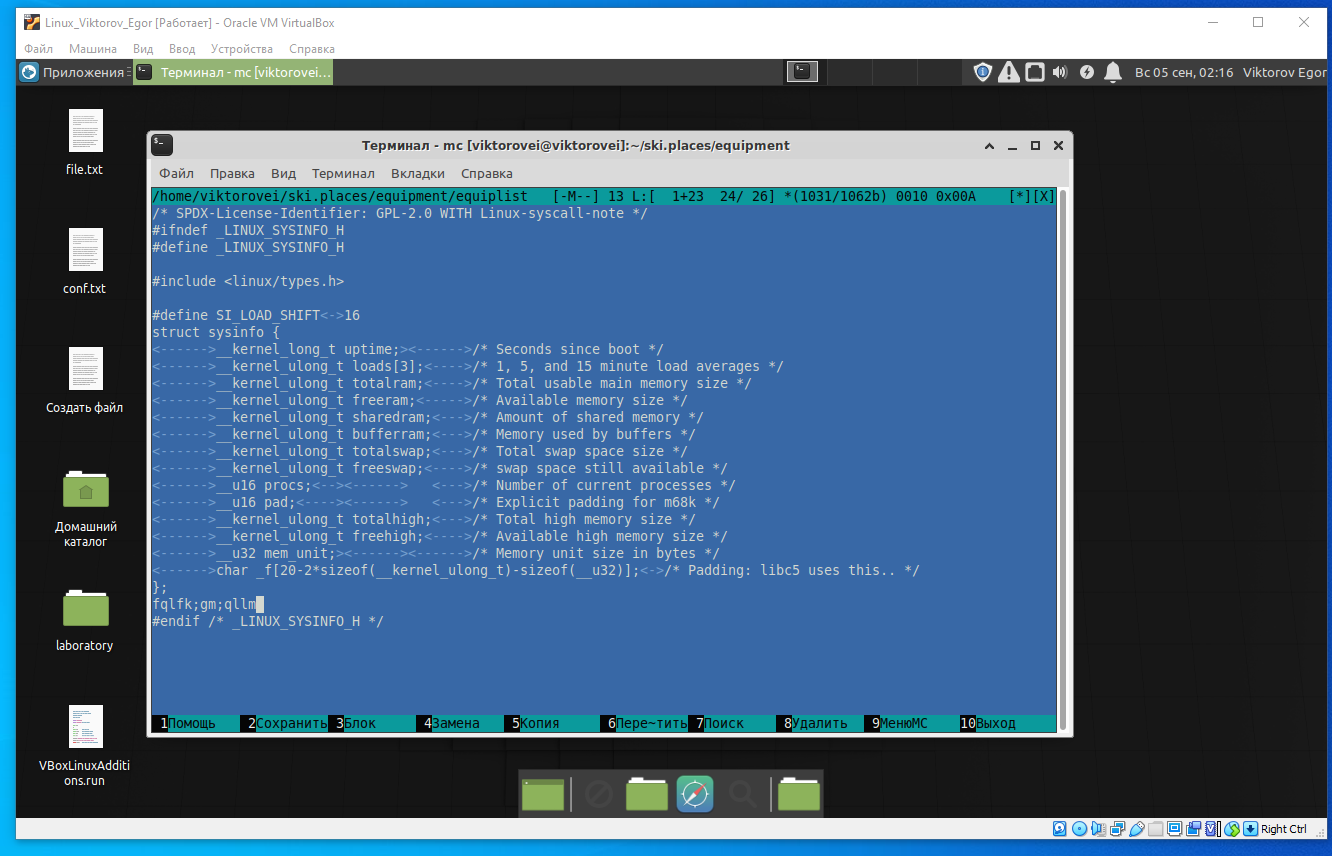 Linux_Viktorov_Egor [Работает] - Oracle VM VirtualBox
Файл Машина Вид Ввод Устройства Справка
Приложения Терминал - mc [viktorovei... Вс 05 сен, 02:16 Viktorov Egor
file.txt
conf.txt
Создать файл
Домашний
каталог
laboratory
VBoxLinuxAdditi
ons.run
Терминал - mc [viktorovei@viktorovei]:~/ski.places/equipment
Файл Правка Вид Терминал Вкладки Справка
/home/viktorovei/ski.places/equipment/equiplist [-M--] 13 L:[ 1+23 24/ 26] *(1031/1062b) 0010 0x00A [*][X]
/* SPDX-License-Identifier: GPL-2.0 WITH Linux-syscall-note */
#ifndef _LINUX_SYSINFO_H
#define _LINUX_SYSINFO_H
#include <linux/types.h>
#define SI_LOAD_SHIFT<->16
struct sysinfo {
<------>__kernel_long_t uptime;><------>/* Seconds since boot */
<------>__kernel_ulong_t loads[3];<---->/* 1, 5, and 15 minute load averages */
<------>__kernel_ulong_t totalram;<---->/* Total usable main memory size */
<------>__kernel_ulong_t freeram;<----->/* Available memory size */
<------>__kernel_ulong_t sharedram;<--->/* Amount of shared memory */
<------>__kernel_ulong_t bufferram;<--->/* Memory used by buffers */
<------>__kernel_ulong_t totalswap;<--->/* Total swap space size */
<------>__kernel_ulong_t freeswap;<---->/* swap space still available */
<------>__u16 procs;<--><------> <--->/* Number of current processes */
<------>__u16 pad;<----><------> <--->/* Explicit padding for m68k */
<------>__kernel_ulong_t totalhigh;<--->/* Total high memory size */
<------>__kernel_ulong_t freehigh;<---->/* Available high memory size */
<------>__u32 mem_unit;><------><------>/* Memory unit size in bytes */
<------>char _f[20-2*sizeof(__kernel_ulong_t)-sizeof(__u32)];<->/* Padding: libc5 uses this.. */
};
fqlfk;gm;qllm
#endif /* _LINUX_SYSINFO_H */
1Помощь 2Сохранить 3Блок 4Замена 5Копия 6Пере~тить 7Поиск 8Удалить 9МенюMC 10Выход
Right Ctrl